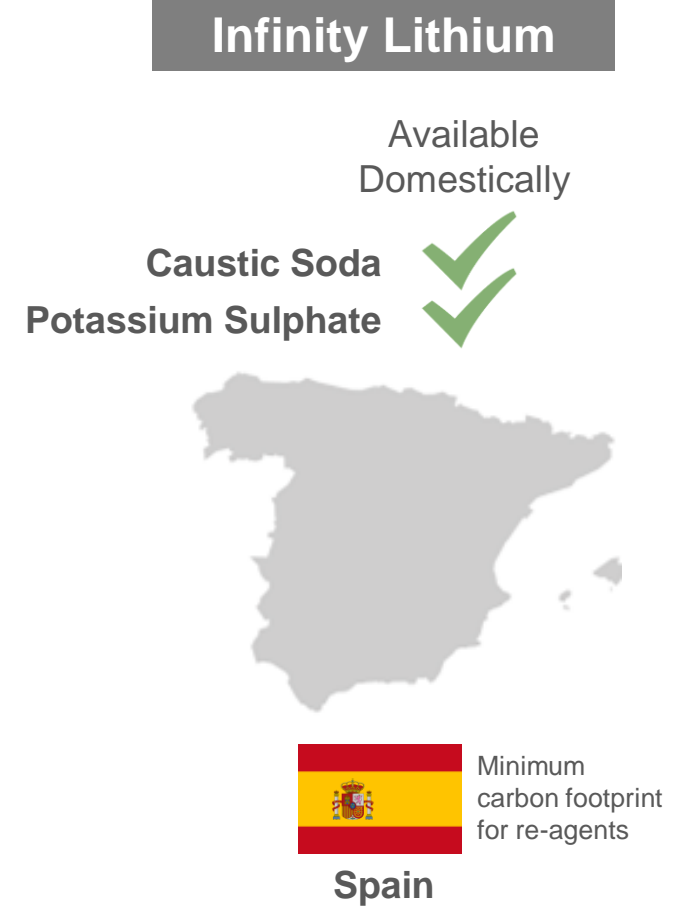 Infinity Lithium
Available
Domestically
Caustic Soda
Potassium Sulphate
Minimum
carbon footprint
for re-agents
Spain